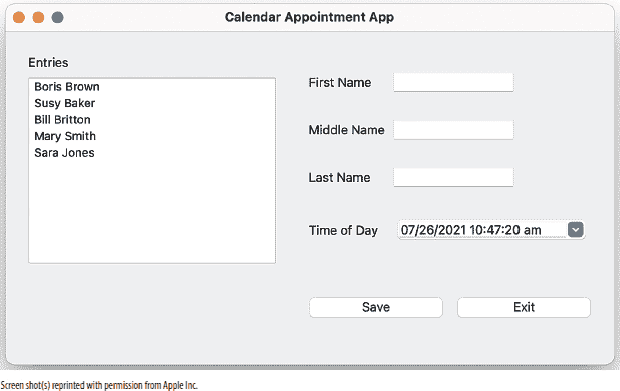 Calendar Appointment App
Entries
Boris Brown
Susy Baker
Bill Britton
Mary Smith
Sara Jones
First Name
Middle Name
Last Name
Time of Day 07/26/2021 10:47:20 am
Save Exit
Screen shot(s) reprinted with permission from Apple Inc.